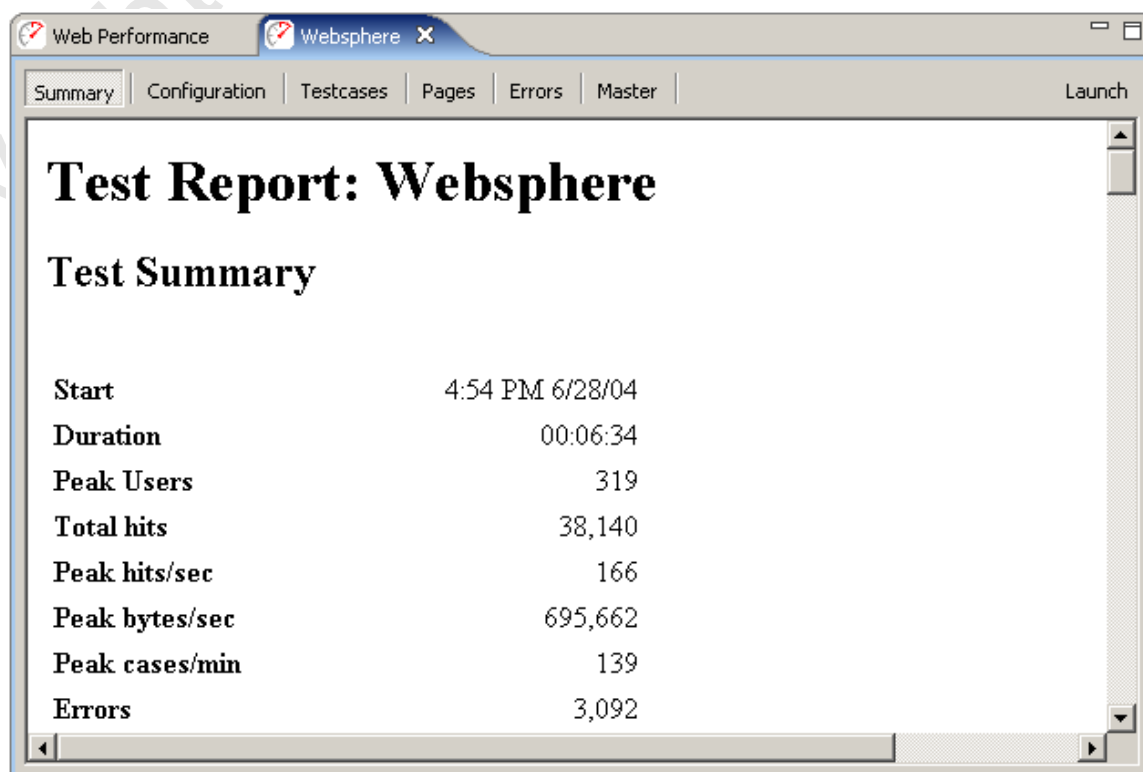 Web Performance Websphere
Summary Configuration Testcases Pages Errors Master Launch
Test Report: Websphere
Test Summary
Start 4:54 PM 6/28/04
Duration 00:06:34
Peak Users 319
Total hits 38,140
Peak hits/sec 166
Peak bytes/sec 695,662
Peak cases/min 139
Errors 3,092